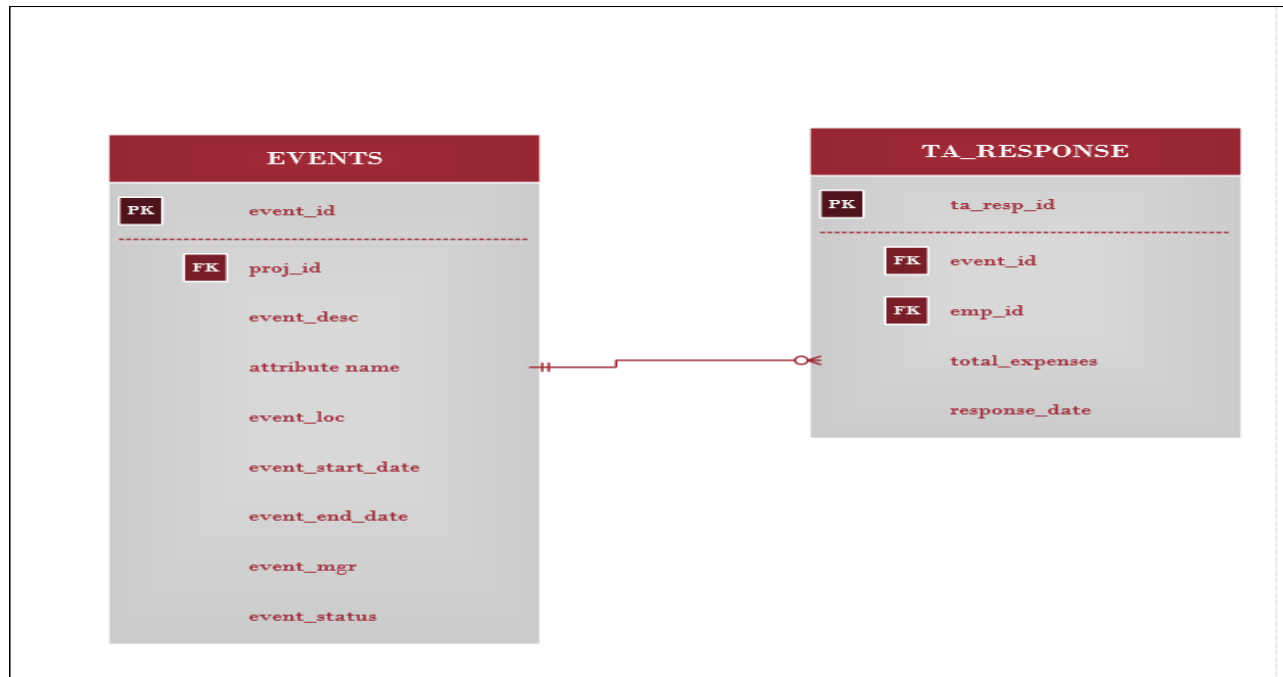 EVENTS
PK event_id
FK proj_id
event_desc
attribute name
event_loc
event_start_date
event_end_date
event_mgr
event_status
TA_RESPONSE
PK ta_resp_id
FK event_id
FK emp_id
total_expenses
response_date